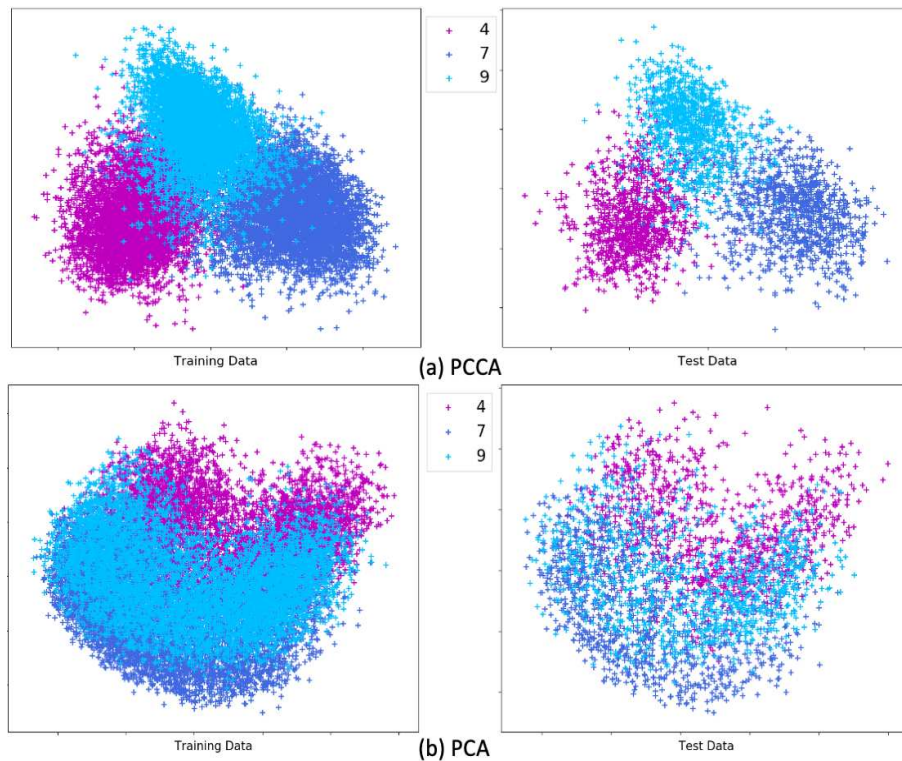 4
7
9
Training Data
Test Data
(a) PCCA
4
7
9
Training Data
Test Data
(b) PCA